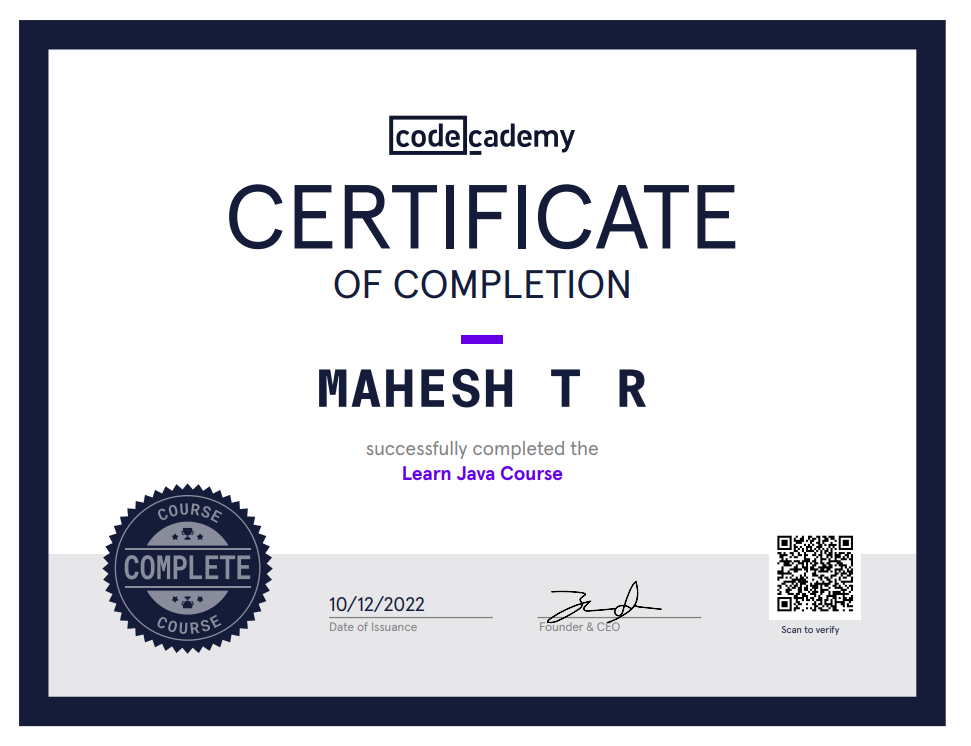 codecademy
CERTIFICATE
OF COMPLETION
MAHESH T R
successfully completed the
Learn Java Course
COURSE
COMPLETE
COURSE
10/12/2022
Date of Issuance
Founder & CEO
Scan to verify